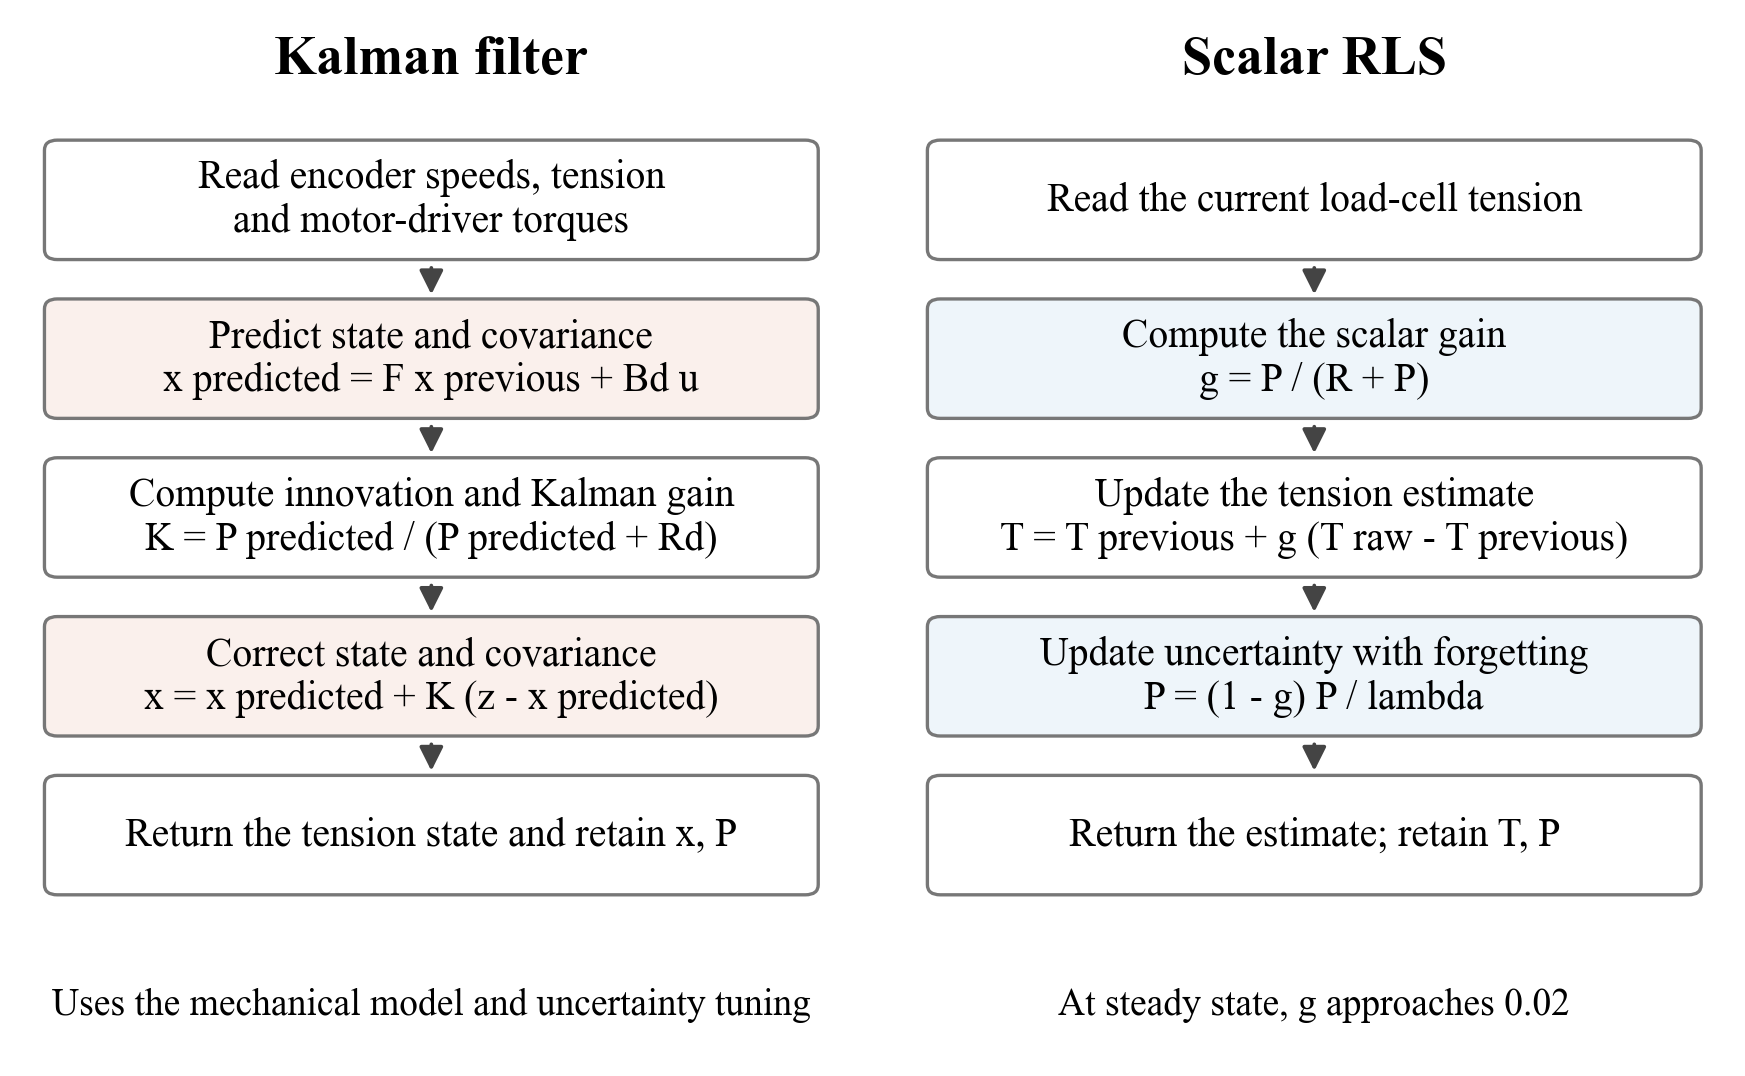 Kalman filter
Read encoder speeds, tension
and motor-driver torques
Predict state and covariance
x predicted = F x previous + Bd u
Compute innovation and Kalman gain
K = P predicted / (P predicted + Rd)
Correct state and covariance
x = x predicted + K (z - x predicted)
Return the tension state and retain x, P
Uses the mechanical model and uncertainty tuning
Scalar RLS
Read the current load-cell tension
Compute the scalar gain
g = P / (R + P)
Update the tension estimate
T = T previous + g (T raw - T previous)
Update uncertainty with forgetting
P = (1 - g) P / lambda
Return the estimate; retain T, P
At steady state, g approaches 0.02